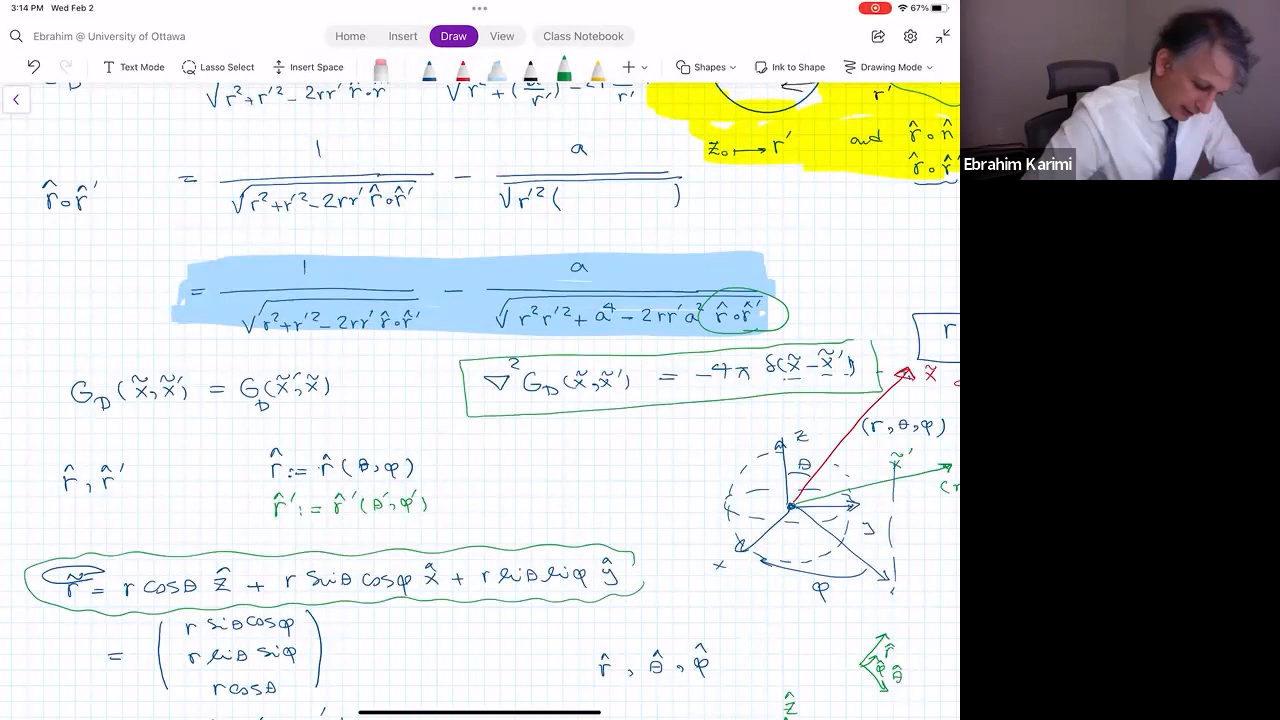 3:14 PM Wed Feb 2
67%
Ebrahim @ University of Ottawa
Home Insert Draw View Class Notebook
Text Mode Lasso Select Insert Space Shapes Ink to Shape Drawing Mode
√r²+r'²-2rr' r̂∘r̂'
r'
z₀ ⟼ r' and r̂∘n̂
r̂∘r̂'
Ebrahim Karimi
r̂∘r̂' = 1/√(r²+r'²-2rr' r̂∘r̂') - a/√(r'²( ))
= 1/√(r²+r'²-2rr' r̂∘r̂') - a/√(r²r'²+a⁴-2rr'a² r̂∘r̂')
r
G_D(x̃,x̃') = G_D(x̃',x̃)
∇² G_D(x̃,x̃') = -4π δ(x̃-x̃')
x̃
(r,θ,φ)
z
θ
x̃'
r̂, r̂'
r̂ := r̂(θ,φ)
r̂' := r̂'(θ',φ')
y
x
φ
r̃ = r cosθ ẑ + r sinθ cosφ x̂ + r sinθ sinφ ŷ
= ( r sinθ cosφ
r sinθ sinφ
r cosθ )
r̂, θ̂, φ̂
r̂
φ̂ θ̂
ẑ